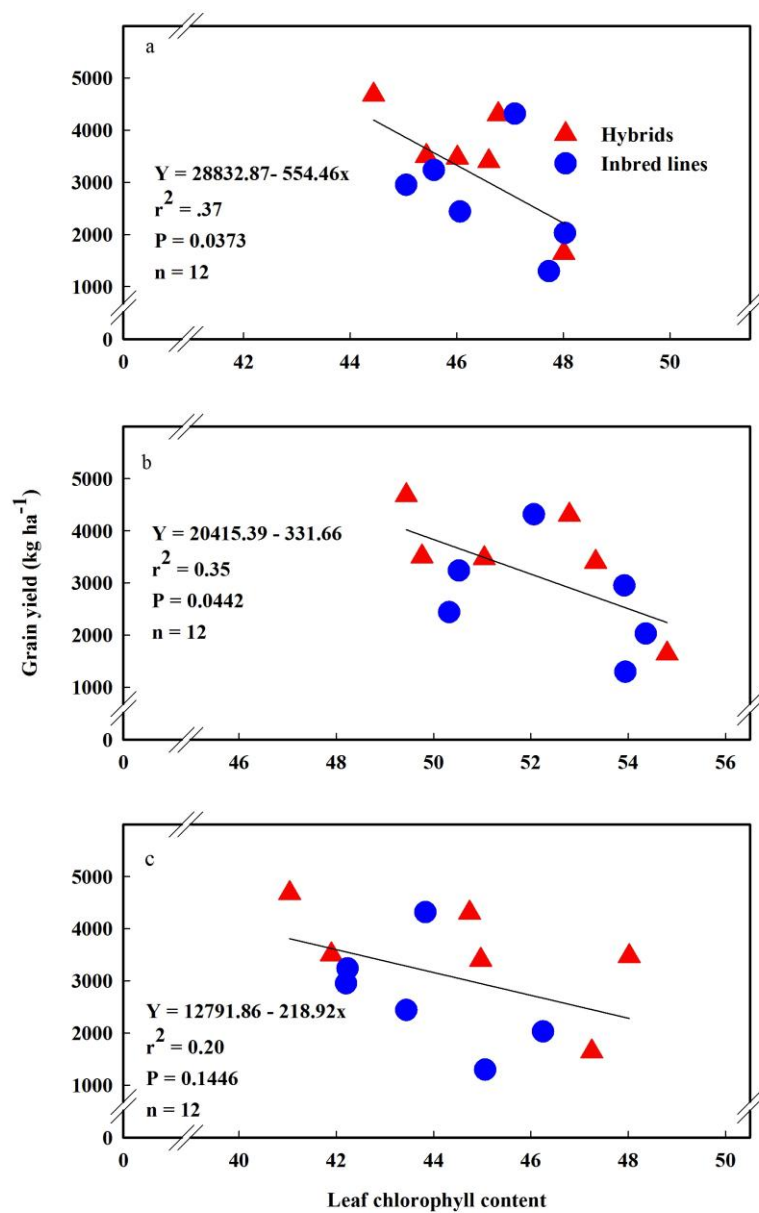 a
5000
4000
3000
2000
1000
0
Hybrids
Inbred lines
Y = 28832.87- 554.46x
r² = .37
P = 0.0373
n = 12
0 42 44 46 48 50
Grain yield (kg ha⁻¹)
b
5000
4000
3000
2000
1000
0
Y = 20415.39 - 331.66
r² = 0.35
P = 0.0442
n = 12
0 46 48 50 52 54 56
c
5000
4000
3000
2000
1000
0
Y = 12791.86 - 218.92x
r² = 0.20
P = 0.1446
n = 12
0 40 42 44 46 48 50
Leaf chlorophyll content